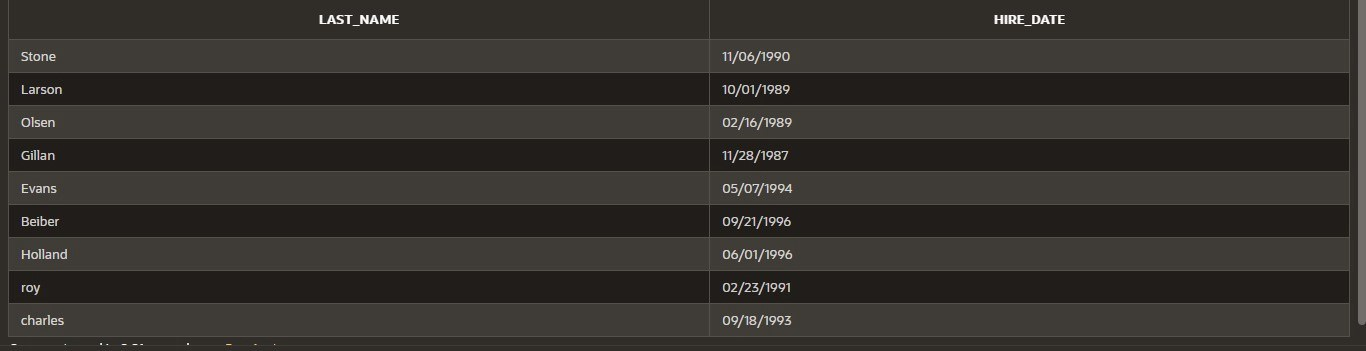 LAST_NAME HIRE_DATE
Stone 11/06/1990
Larson 10/01/1989
Olsen 02/16/1989
Gillan 11/28/1987
Evans 05/07/1994
Beiber 09/21/1996
Holland 06/01/1996
roy 02/23/1991
charles 09/18/1993